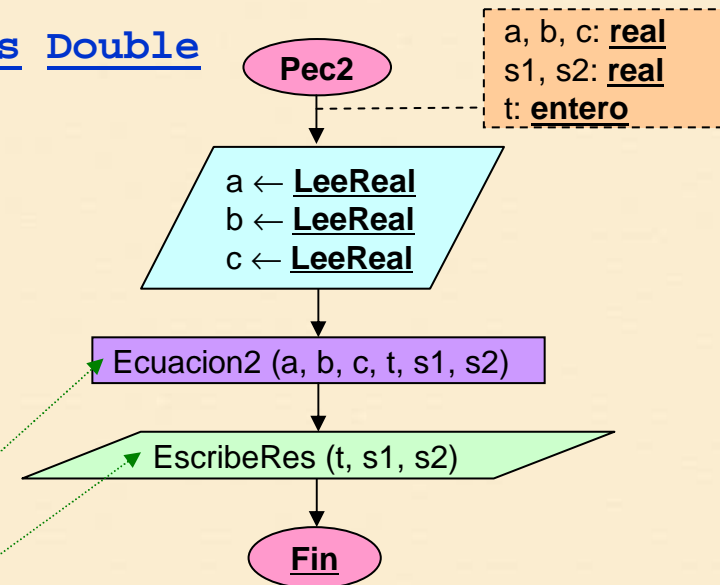 s Double
Pec2
a, b, c: real
s1, s2: real
t: entero
a ← LeeReal
b ← LeeReal
c ← LeeReal
Ecuacion2 (a, b, c, t, s1, s2)
EscribeRes (t, s1, s2)
Fin